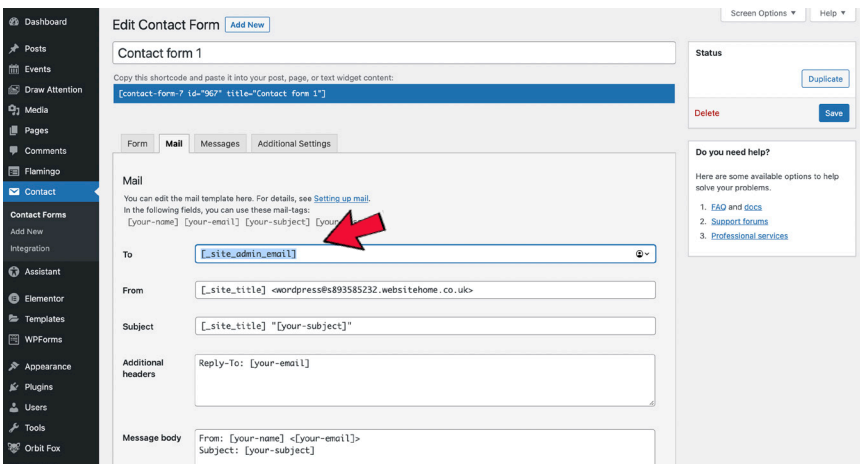 Screen Options ▼ Help ▼
Dashboard
Posts
Events
Draw Attention
Media
Pages
Comments
Flamingo
Contact
Contact Forms
Add New
Integration
Assistant
Elementor
Templates
WPForms
Appearance
Plugins
Users
Tools
Orbit Fox
Edit Contact Form Add New
Contact form 1
Copy this shortcode and paste it into your post, page, or text widget content:
[contact-form-7 id="967" title="Contact form 1"]
Form Mail Messages Additional Settings
Mail
You can edit the mail template here. For details, see Setting up mail.
In the following fields, you can use these mail-tags:
[your-name] [your-email] [your-subject]
To [_site_admin_email]
From [_site_title] <wordpress@s893585232.websitehome.co.uk>
Subject [_site_title] "[your-subject]"
Additional headers
Reply-To: [your-email]
Message body
From: [your-name] <[your-email]>
Subject: [your-subject]
Status
Duplicate
Delete Save
Do you need help?
Here are some available options to help
solve your problems.
1. FAQ and docs
2. Support forums
3. Professional services